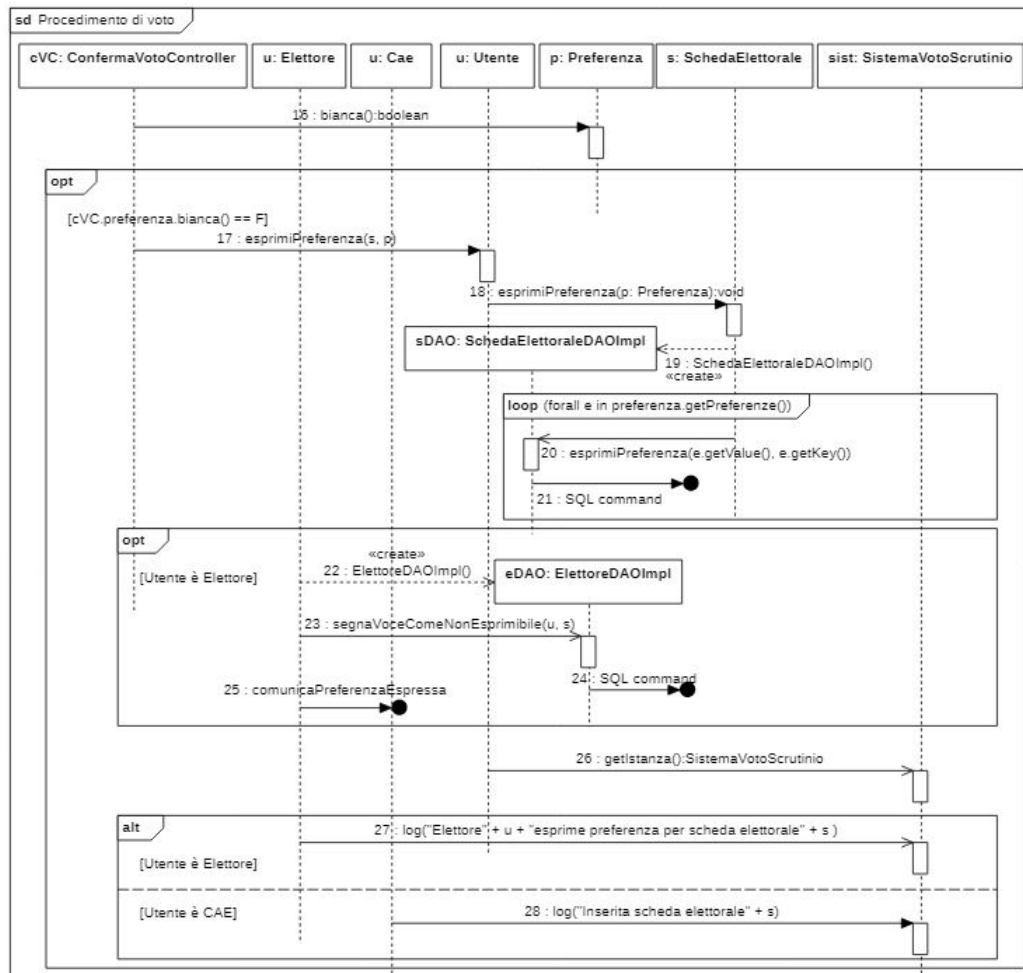 sd Procedimento di voto
cVC: ConfermaVotoController
u: Elettore
u: Cae
u: Utente
p: Preferenza
s: SchedaElettorale
sist: SistemaVotoScrutinio
16 : bianca():boolean
opt
[cVC.preferenza.bianca() == F]
17 : esprimiPreferenza(s, p)
18 : esprimiPreferenza(p: Preferenza):void
sDAO: SchedaElettoraleDAOImpl
19 : SchedaElettoraleDAOImpl()
«create»
loop (forall e in preferenza.getPreferenze())
20 : esprimiPreferenza(e.getValue(), e.getKey())
21 : SQL command
opt
«create»
22 : ElettoreDAOImpl()
[Utente è Elettore]
eDAO: ElettoreDAOImpl
23 : segnaVoceComeNonEsprimibile(u, s)
24 : SQL command
25 : comunicaPreferenzaEspressa
26 : getIstanza():SistemaVotoScrutinio
alt
27 : log("Elettore" + u + "esprime preferenza per scheda elettorale" + s )
[Utente è Elettore]
[Utente è CAE]
28 : log("Inserita scheda elettorale" + s)